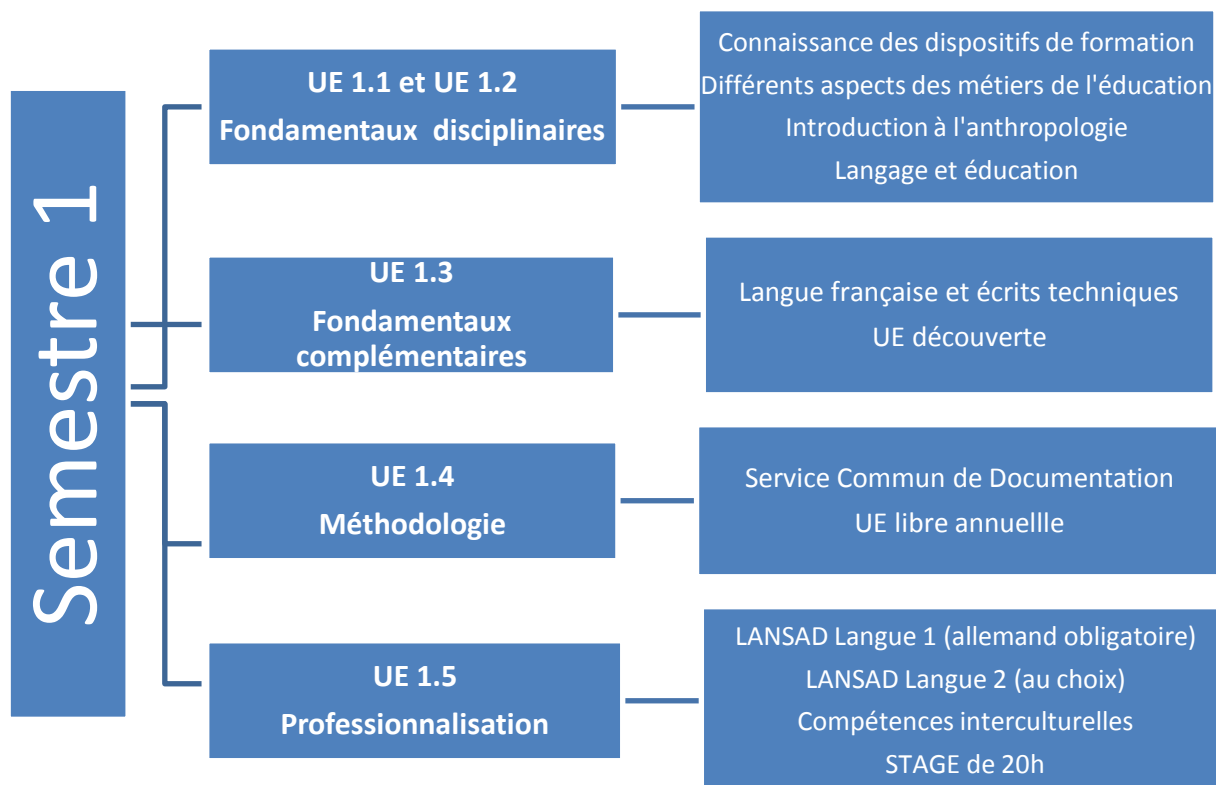 Semestre 1
UE 1.1 et UE 1.2
Fondamentaux disciplinaires
Connaissance des dispositifs de formation
Différents aspects des métiers de l'éducation
Introduction à l'anthropologie
Langage et éducation
UE 1.3
Fondamentaux
complémentaires
Langue française et écrits techniques
UE découverte
UE 1.4
Méthodologie
Service Commun de Documentation
UE libre annuellle
UE 1.5
Professionnalisation
LANSAD Langue 1 (allemand obligatoire)
LANSAD Langue 2 (au choix)
Compétences interculturelles
STAGE de 20h